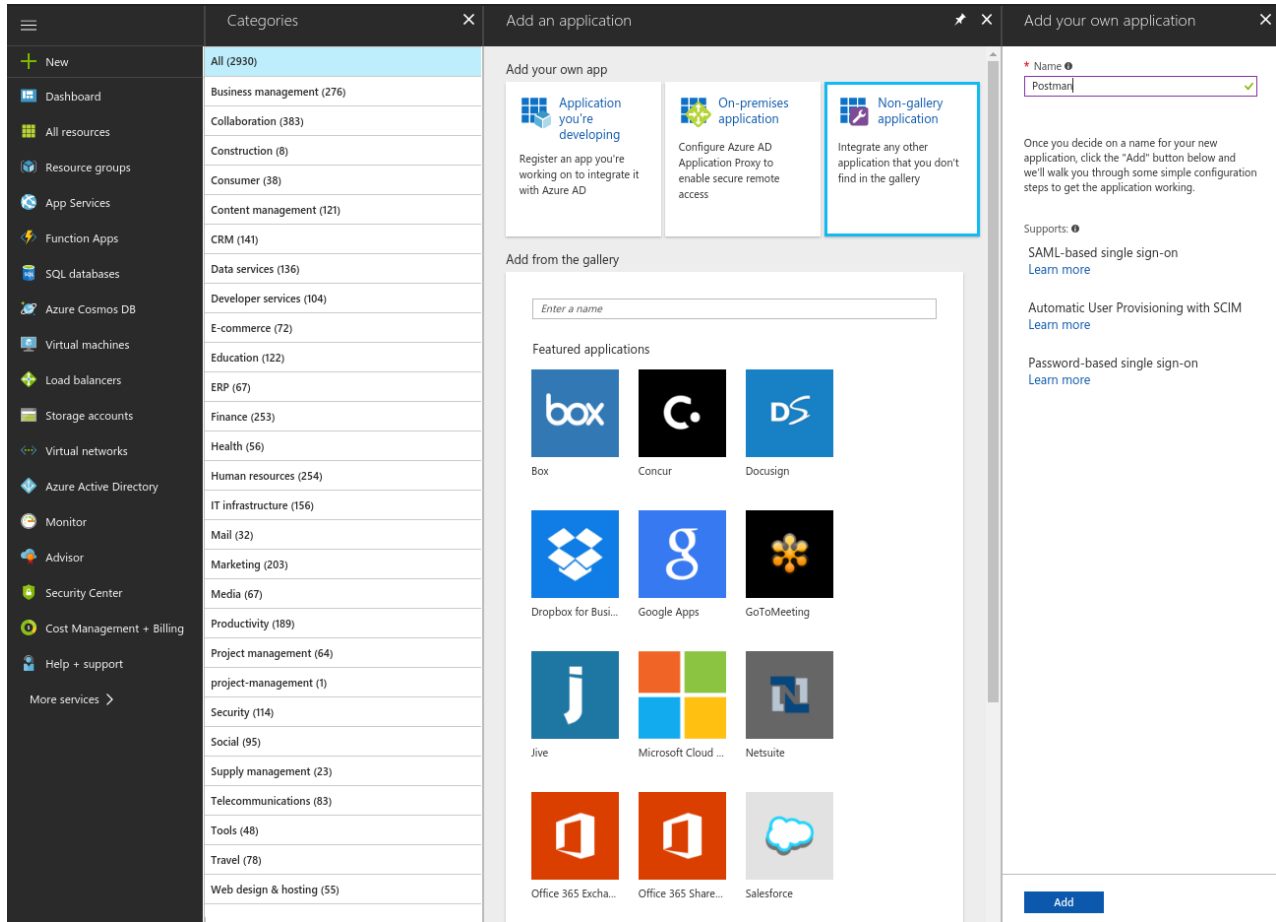 New
Dashboard
All resources
Resource groups
App Services
Function Apps
SQL databases
Azure Cosmos DB
Virtual machines
Load balancers
Storage accounts
Virtual networks
Azure Active Directory
Monitor
Advisor
Security Center
Cost Management + Billing
Help + support
More services
Categories
All (2930)
Business management (276)
Collaboration (383)
Construction (8)
Consumer (38)
Content management (121)
CRM (141)
Data services (136)
Developer services (104)
E-commerce (72)
Education (122)
ERP (67)
Finance (253)
Health (56)
Human resources (254)
IT infrastructure (156)
Mail (32)
Marketing (203)
Media (67)
Productivity (189)
Project management (64)
project-management (1)
Security (114)
Social (95)
Supply management (23)
Telecommunications (83)
Tools (48)
Travel (78)
Web design & hosting (55)
Add an application
Add your own app
Application
you're
developing
Register an app you're
working on to integrate it
with Azure AD
On-premises
application
Configure Azure AD
Application Proxy to
enable secure remote
access
Non-gallery
application
Integrate any other
application that you don't
find in the gallery
Add from the gallery
Enter a name
Featured applications
box
C.
DS
Box
Concur
Docusign
g
Dropbox for Busi...
Google Apps
GoToMeeting
j
N
Jive
Microsoft Cloud ...
Netsuite
Office 365 Excha...
Office 365 Share...
Salesforce
Add your own application
* Name
Postman
Once you decide on a name for your new
application, click the "Add" button below and
we'll walk you through some simple configuration
steps to get the application working.
Supports:
SAML-based single sign-on
Learn more
Automatic User Provisioning with SCIM
Learn more
Password-based single sign-on
Learn more
Add